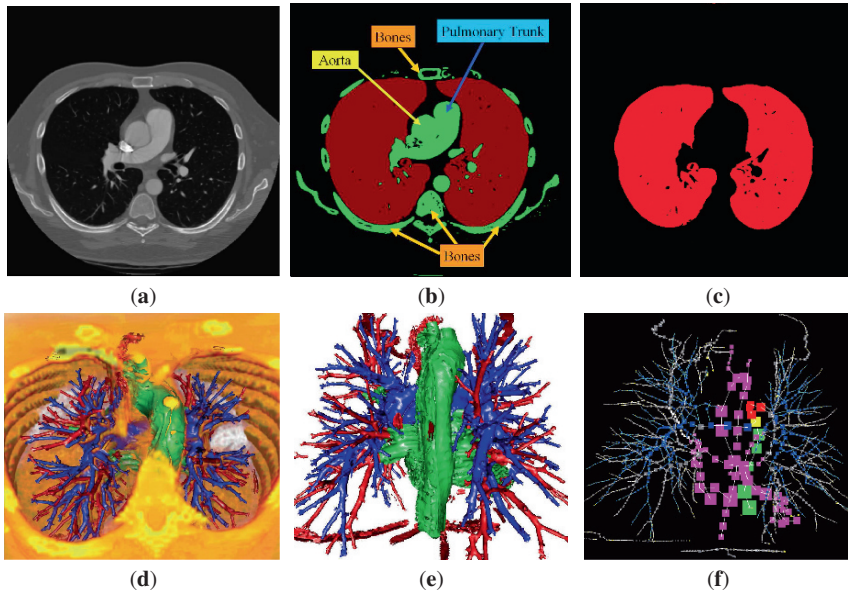 Bones
Pulmonary Trunk
Aorta
Bones
(a)
(b)
(c)
(d)
(e)
(f)